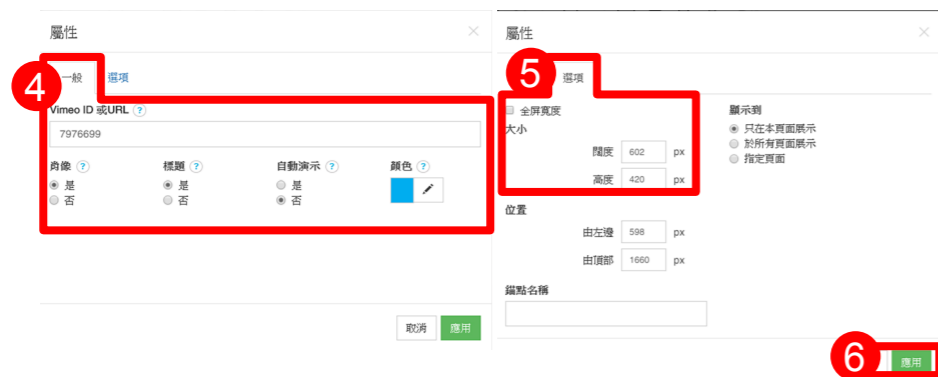 屬性
4
一般 選項
Vimeo ID 或URL ?
7976699
肖像 ? 標題 ? 自動演示 ? 顏色 ?
是 是 是
否 否 否
取消 應用
屬性
5
選項
全屏寬度
大小
闊度 602 px
高度 420 px
顯示到
只在本頁面展示
於所有頁面展示
指定頁面
位置
由左邊 598 px
由頂部 1660 px
錨點名稱
6
應用